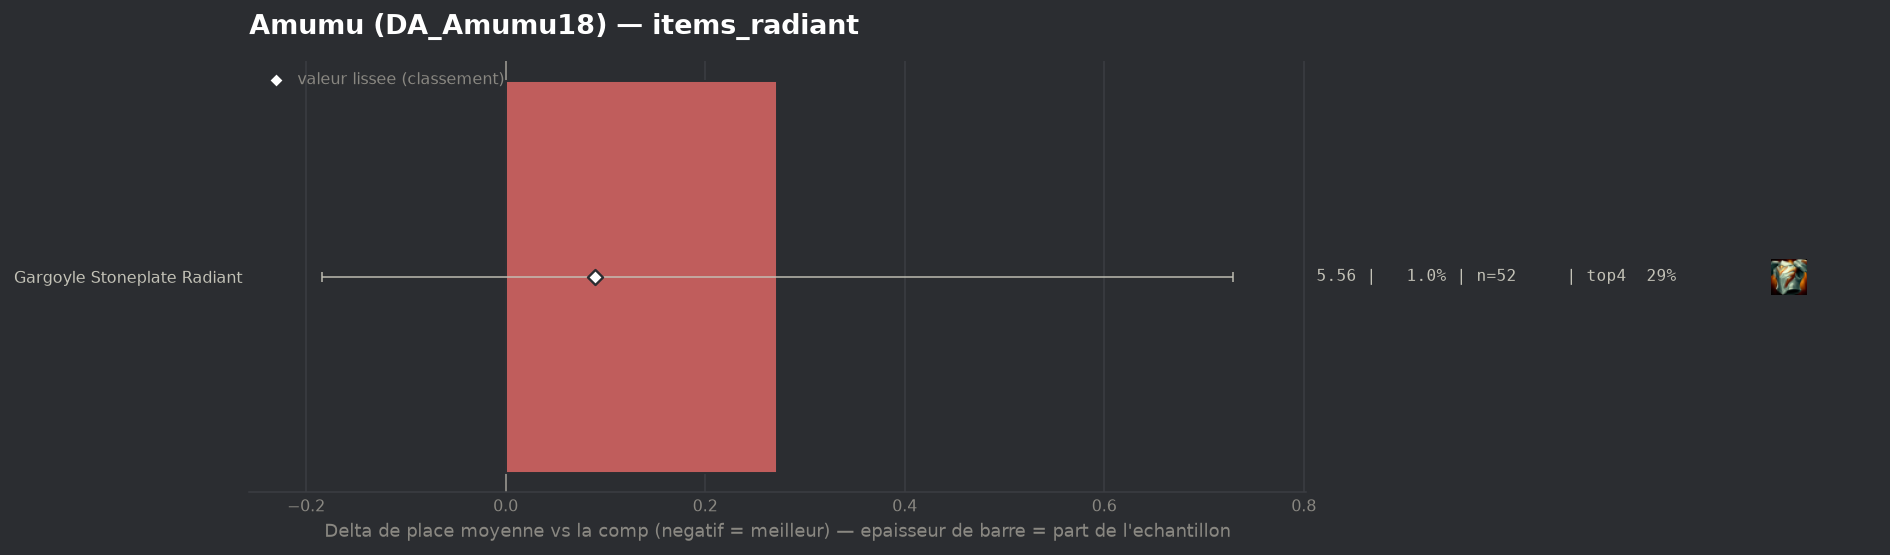 Amumu (DA_Amumu18) — items_radiant
valeur lissee (classement)
Gargoyle Stoneplate Radiant
5.56 | 1.0% | n=52 | top4 29%
−0.2 0.0 0.2 0.4 0.6 0.8
Delta de place moyenne vs la comp (negatif = meilleur) — epaisseur de barre = part de l'echantillon